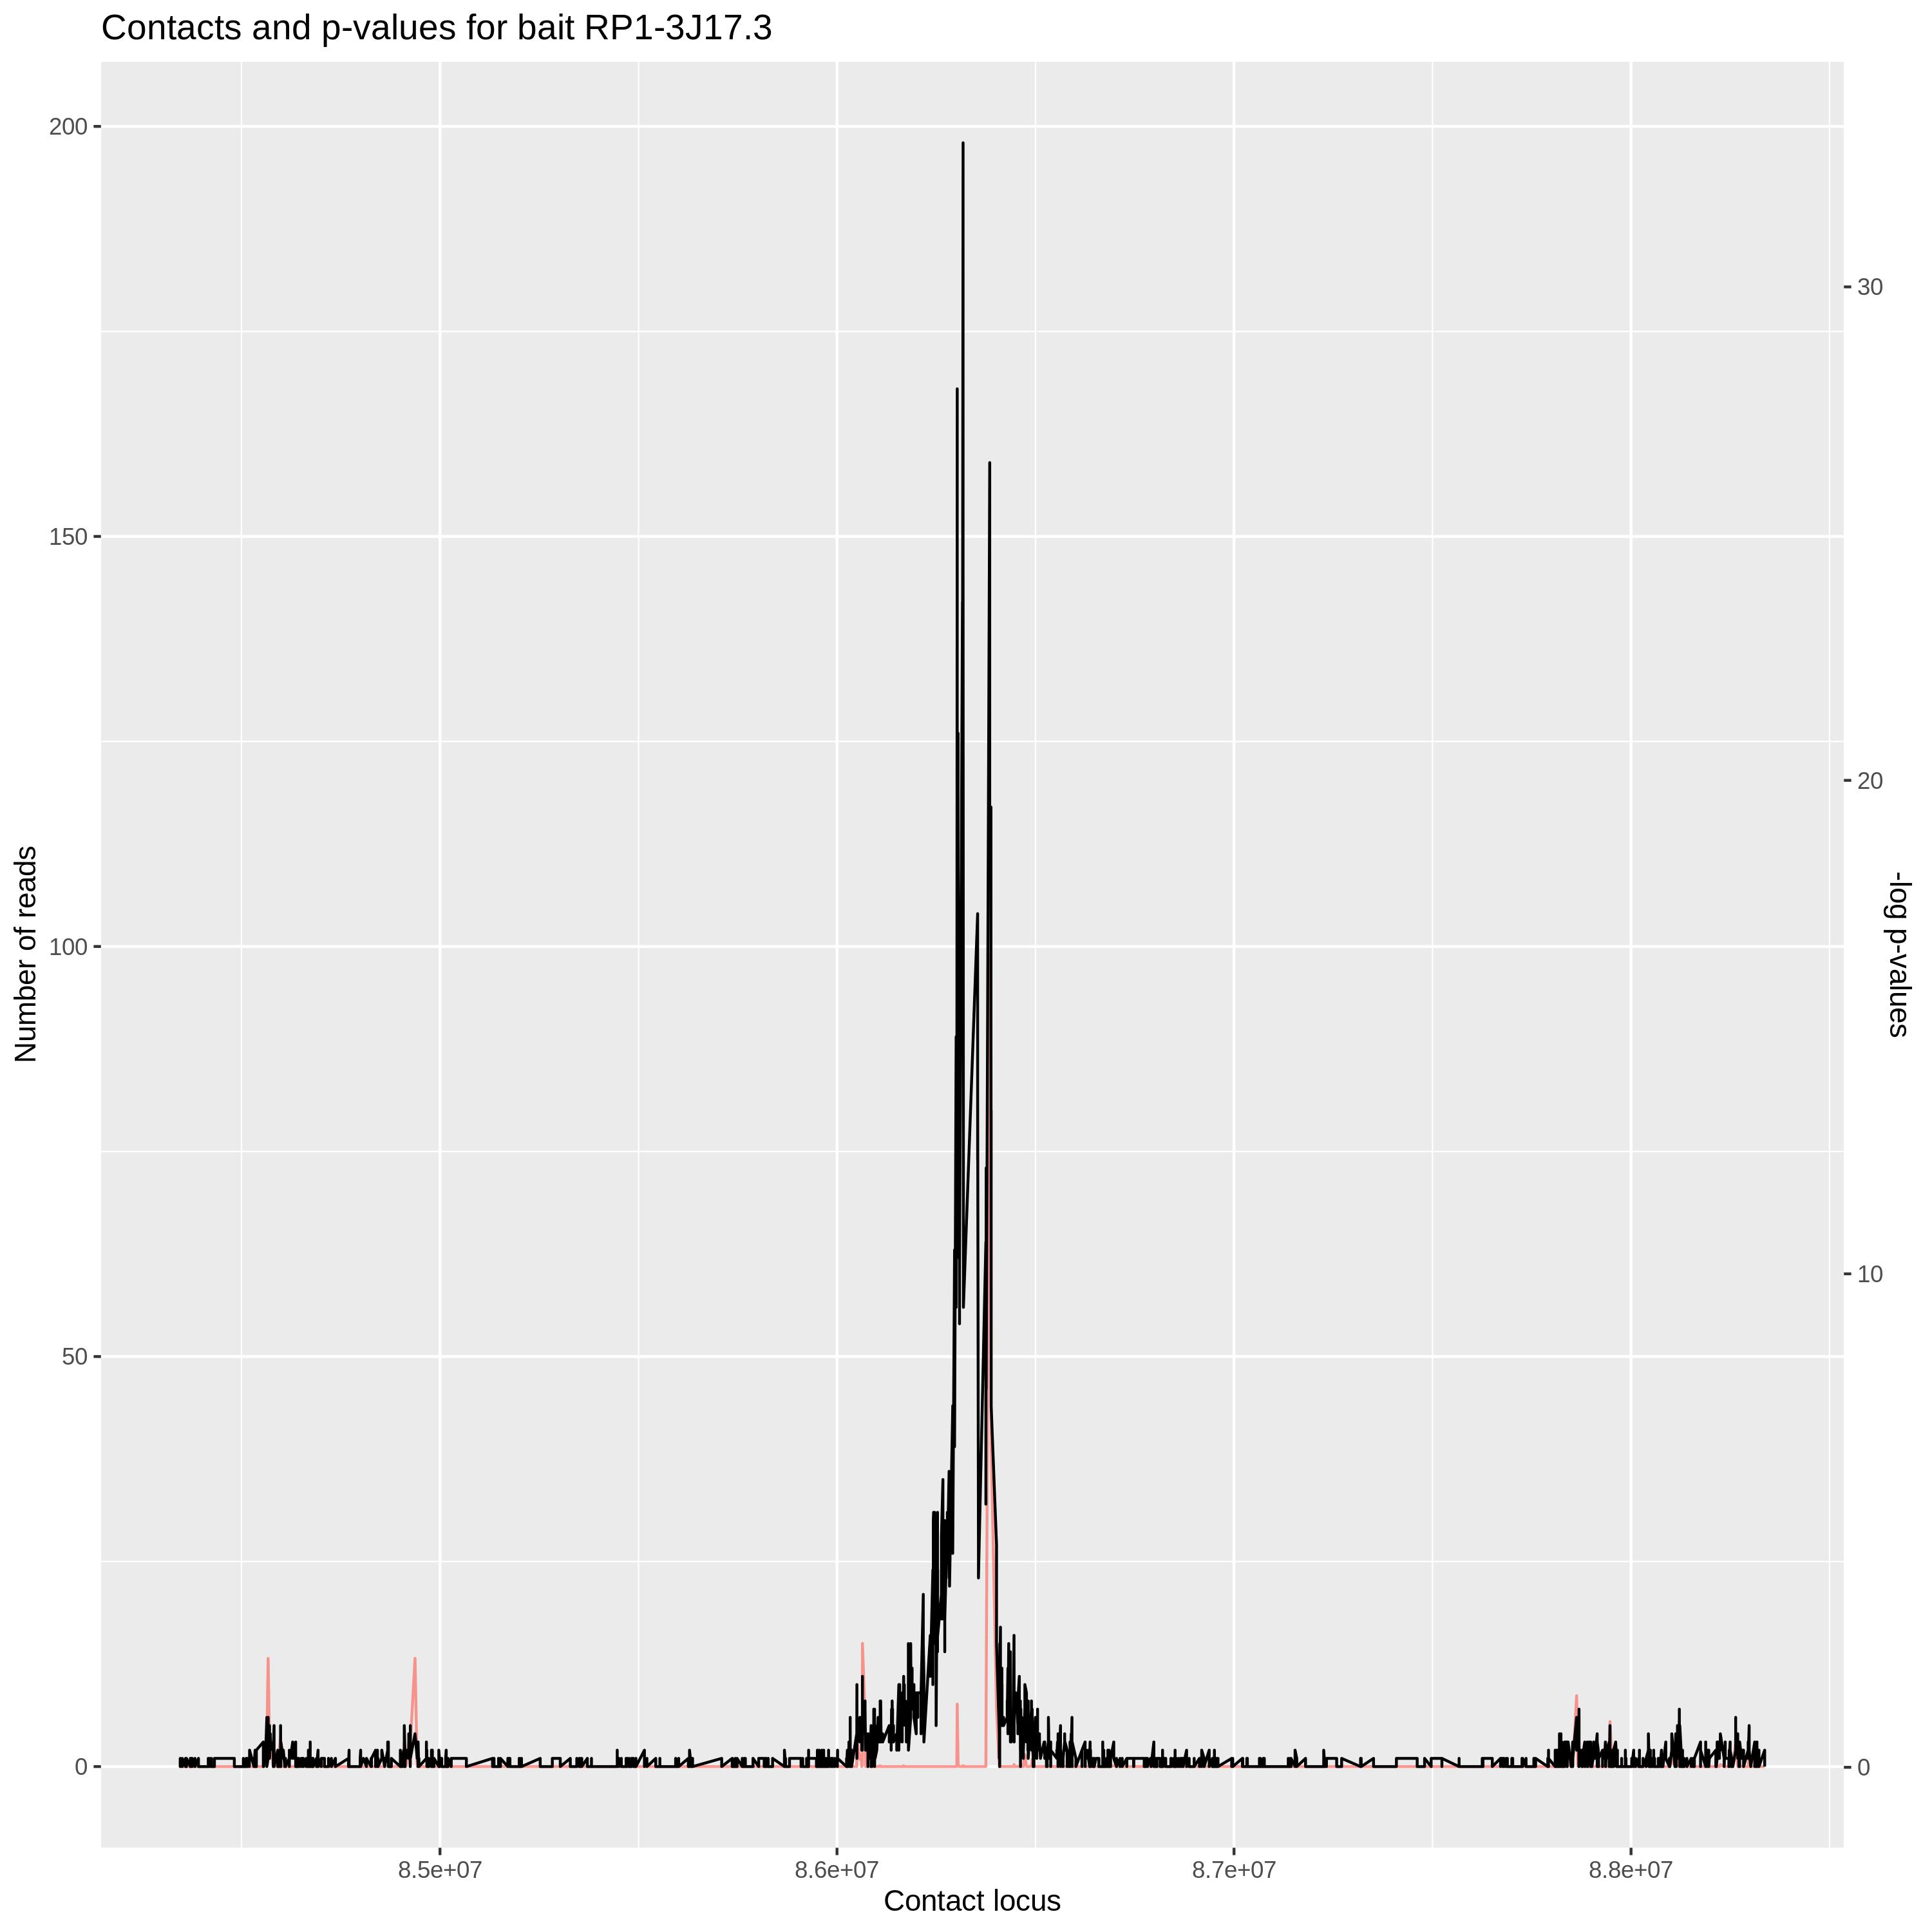 Contacts and p-values for bait RP1-3J17.3
200
150
100
50
0
Number of reads
30
20
10
0
-log p-values
8.5e+07
8.6e+07
8.7e+07
8.8e+07
Contact locus